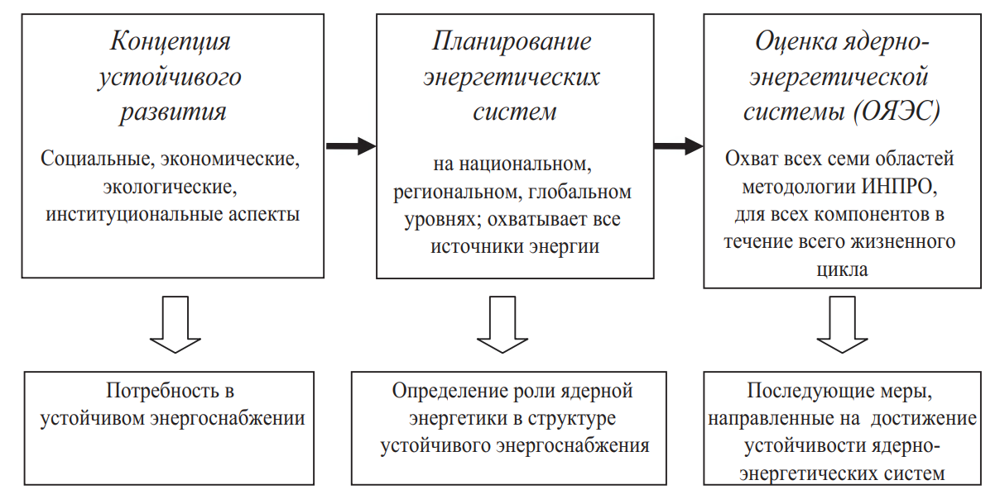 Концепция
устойчивого
развития
Социальные, экономические,
экологические,
институциональные аспекты
Планирование
энергетических
систем
на национальном,
региональном, глобальном
уровнях; охватывает все
источники энергии
Оценка ядерно-
энергетической
системы (ОЯЭС)
Охват всех семи областей
методологии ИНПРО,
для всех компонентов в
течение всего жизненного
цикла
Потребность в
устойчивом энергоснабжении
Определение роли ядерной
энергетики в структуре
устойчивого энергоснабжения
Последующие меры,
направленные на достижение
устойчивости ядерно-
энергетических систем